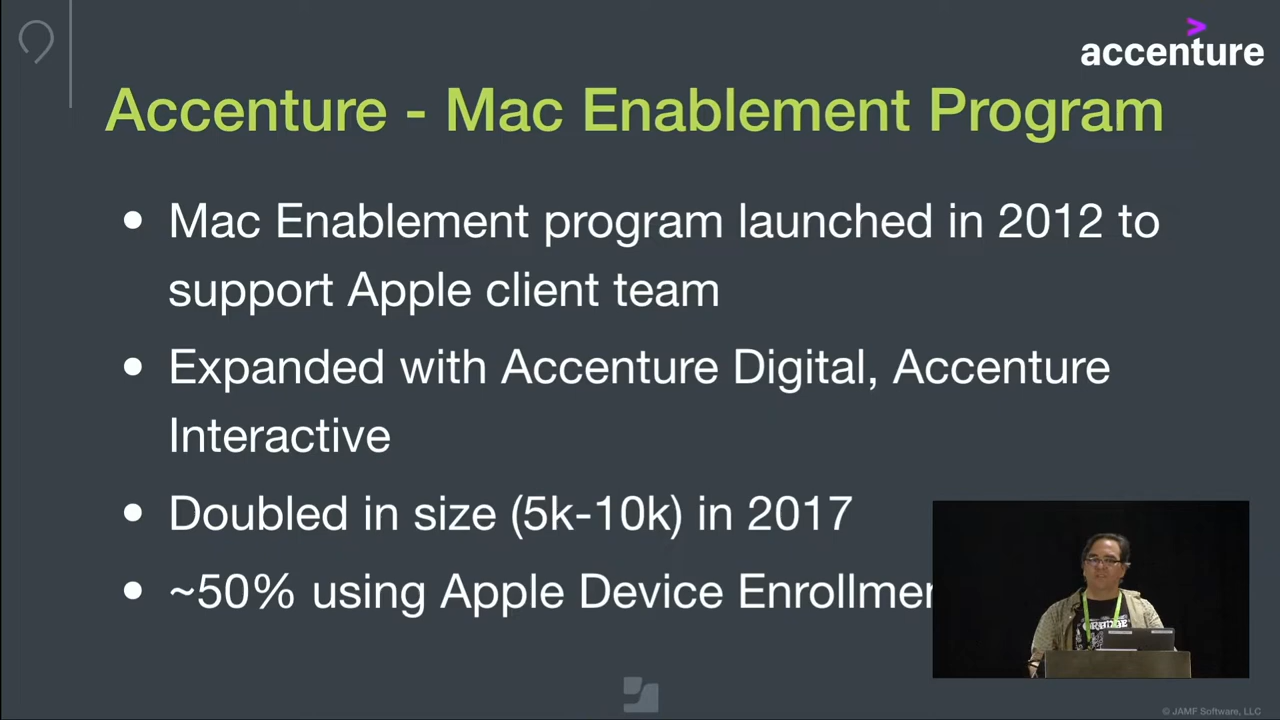 accenture
Accenture - Mac Enablement Program
• Mac Enablement program launched in 2012 to
support Apple client team
• Expanded with Accenture Digital, Accenture
Interactive
• Doubled in size (5k-10k) in 2017
• ~50% using Apple Device
© JAMF Software, LLC